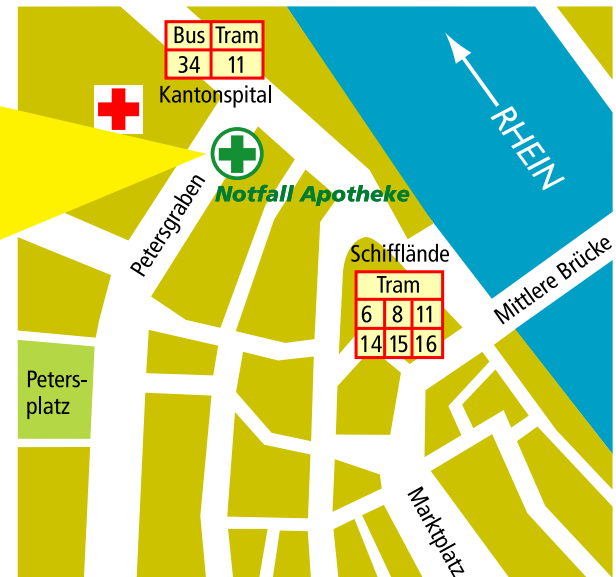 Bus Tram
34 11
Kantonspital
RHEIN
Notfall Apotheke
Petersgraben
Schifflände
Tram
6 8 11
14 15 16
Mittlere Brücke
Peters-
platz
Marktplatz